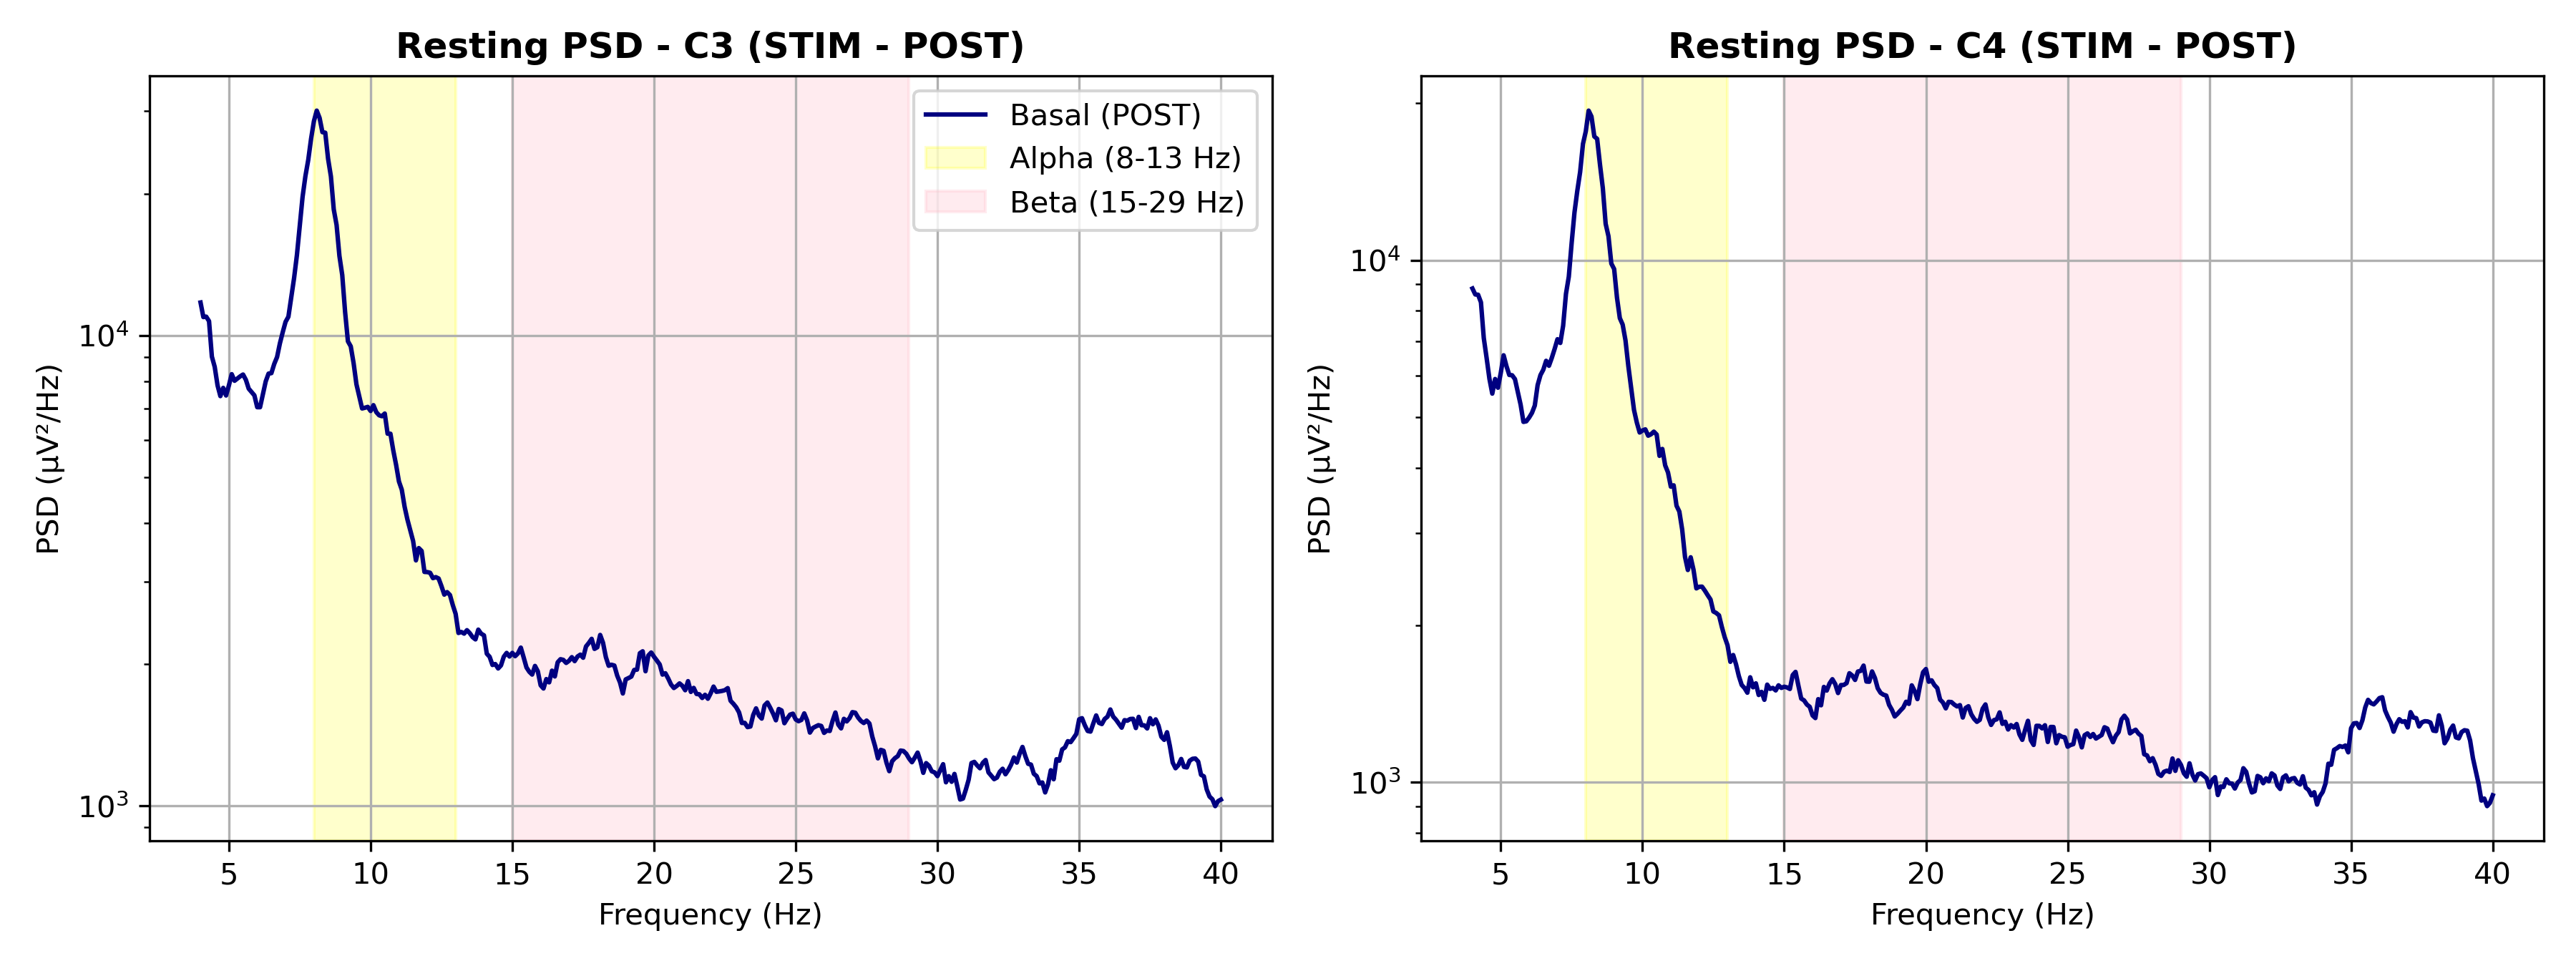 Resting PSD - C3 (STIM - POST)
PSD (µV²/Hz)
10⁴
10³
Basal (POST)
Alpha (8-13 Hz)
Beta (15-29 Hz)
5 10 15 20 25 30 35 40
Frequency (Hz)
Resting PSD - C4 (STIM - POST)
PSD (µV²/Hz)
10⁴
10³
5 10 15 20 25 30 35 40
Frequency (Hz)